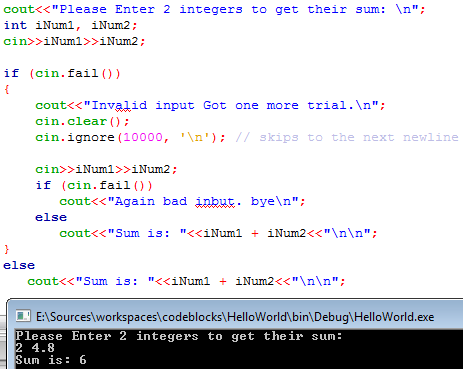 cout<<"Please Enter 2 integers to get their sum: \n";
int iNum1, iNum2;
cin>>iNum1>>iNum2;
if (cin.fail())
{
cout<<"Invalid input Got one more trial.\n";
cin.clear();
cin.ignore(10000, '\n'); // skips to the next newline
cin>>iNum1>>iNum2;
if (cin.fail())
cout<<"Again bad inbut. bye\n";
else
cout<<"Sum is: "<<iNum1 + iNum2<<"\n\n";
}
else
cout<<"Sum is: "<<iNum1 + iNum2<<"\n\n";
E:\Sources\workspaces\codeblocks\HelloWorld\bin\Debug\HelloWorld.exe
Please Enter 2 integers to get their sum:
2 4.8
Sum is: 6